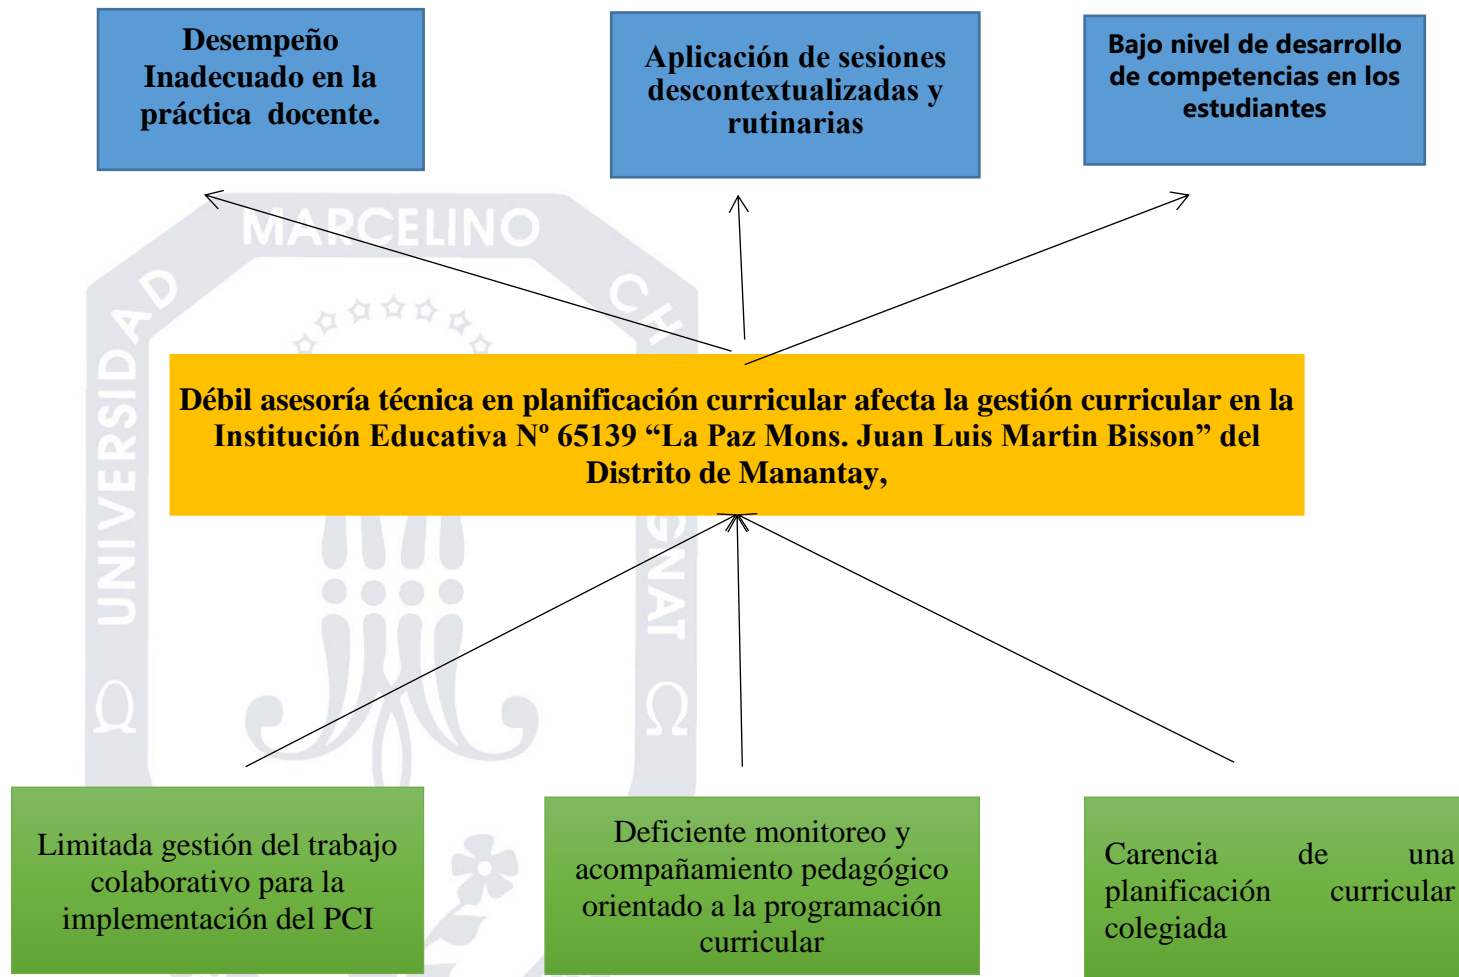 Desempeño
Inadecuado en la
práctica docente.
Aplicación de sesiones
descontextualizadas y
rutinarias
Bajo nivel de desarrollo
de competencias en los
estudiantes
UNIVERSIDAD MARCELINO CH GNAT
Débil asesoría técnica en planificación curricular afecta la gestión curricular en la
Institución Educativa Nº 65139 “La Paz Mons. Juan Luis Martin Bisson” del
Distrito de Manantay,
Limitada gestión del trabajo
colaborativo para la
implementación del PCI
Deficiente monitoreo y
acompañamiento pedagógico
orientado a la programación
curricular
Carencia de una
planificación curricular
colegiada